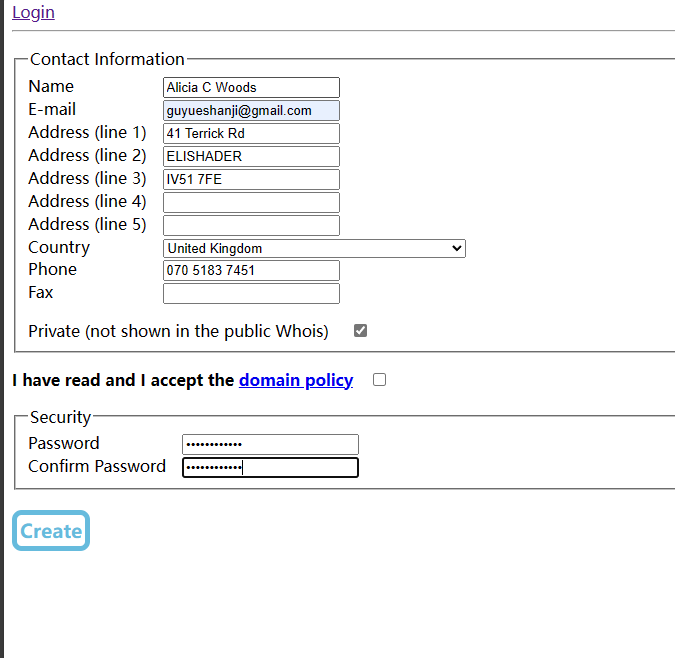 Login
Contact Information
Name Alicia C Woods
E-mail guyueshanji@gmail.com
Address (line 1) 41 Terrick Rd
Address (line 2) ELISHADER
Address (line 3) IV51 7FE
Address (line 4)
Address (line 5)
Country United Kingdom
Phone 070 5183 7451
Fax
Private (not shown in the public Whois)
I have read and I accept the domain policy
Security
Password ••••••••••••
Confirm Password ••••••••••••
Create